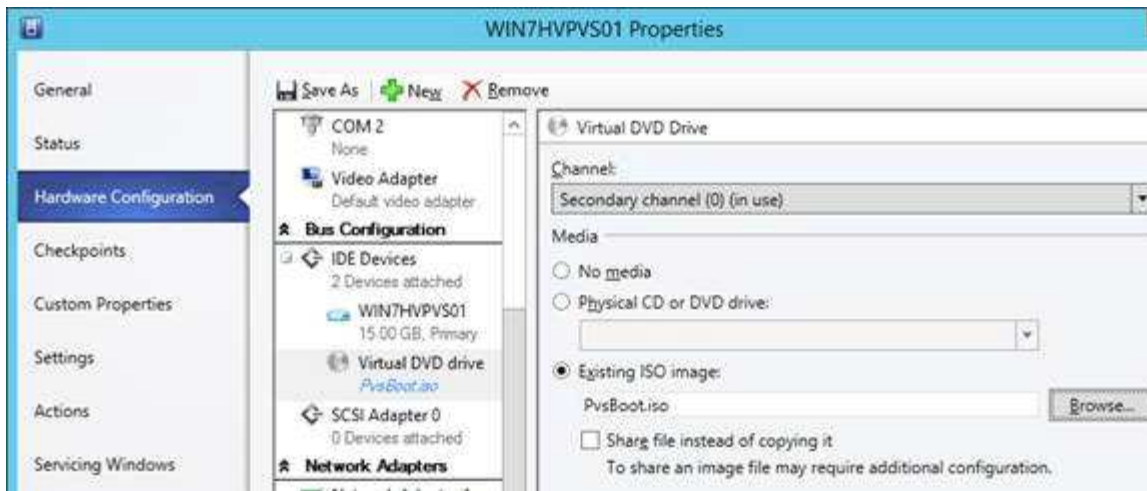 WIN7HVPVS01 Properties
General
Status
Hardware Configuration
Checkpoints
Custom Properties
Settings
Actions
Servicing Windows
Save As New Remove
COM 2
None
Video Adapter
Default video adapter
Bus Configuration
IDE Devices
2 Devices attached
WIN7HVPVS01
15.00 GB, Primary
Virtual DVD drive
PvsBoot.iso
SCSI Adapter 0
0 Devices attached
Network Adapters
Virtual DVD Drive
Channel:
Secondary channel (0) (in use)
Media
No media
Physical CD or DVD drive:
Existing ISO image:
PvsBoot.iso
Browse...
Share file instead of copying it
To share an image file may require additional configuration.